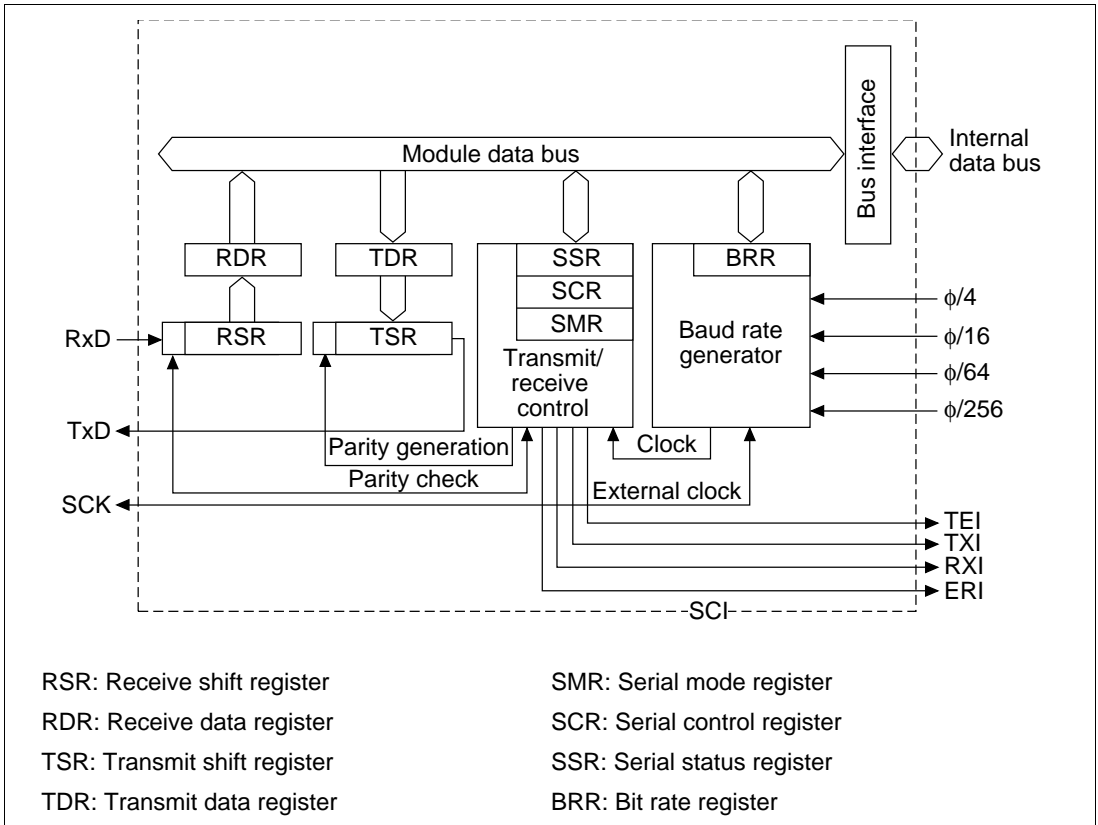 Module data bus
Bus interface
Internal
data bus
RDR
TDR
SSR
BRR
SCR
SMR
RSR
TSR
RxD
Transmit/
receive
control
Baud rate
generator
ϕ/4
ϕ/16
ϕ/64
ϕ/256
TxD
Parity generation
Clock
Parity check
External clock
SCK
TEI
TXI
RXI
ERI
SCI
RSR: Receive shift register
RDR: Receive data register
TSR: Transmit shift register
TDR: Transmit data register
SMR: Serial mode register
SCR: Serial control register
SSR: Serial status register
BRR: Bit rate register